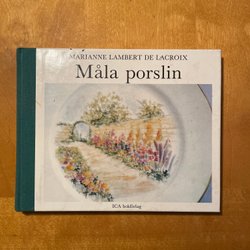 MARIANNE LAMBERT DE LACROIX
Måla porslin
ICA bokförlag